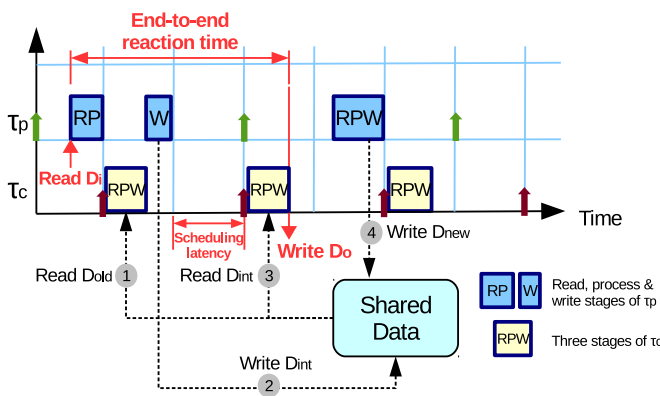 End-to-end
reaction time
τp
RP
W
RPW
Read Di
τc
RPW
RPW
RPW
Time
Scheduling
latency
Write Do
4 Write Dnew
Read Dold 1
Read Dint 3
Shared
Data
RP W Read, process &
write stages of τp
RPW Three stages of τc
Write Dint
2